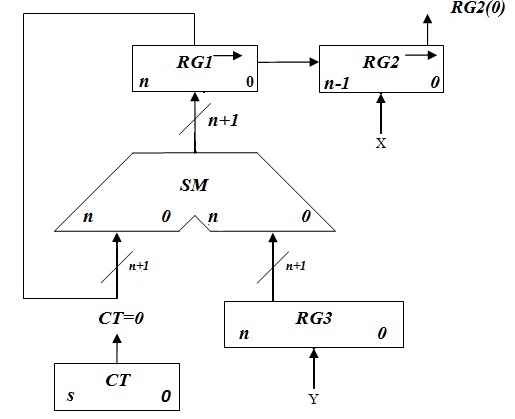 RG2(0)
RG1
n 0
RG2
n-1 0
n+1
X
SM
n 0 n 0
n+1
n+1
CT=0
RG3
n 0
CT
s 0
Y